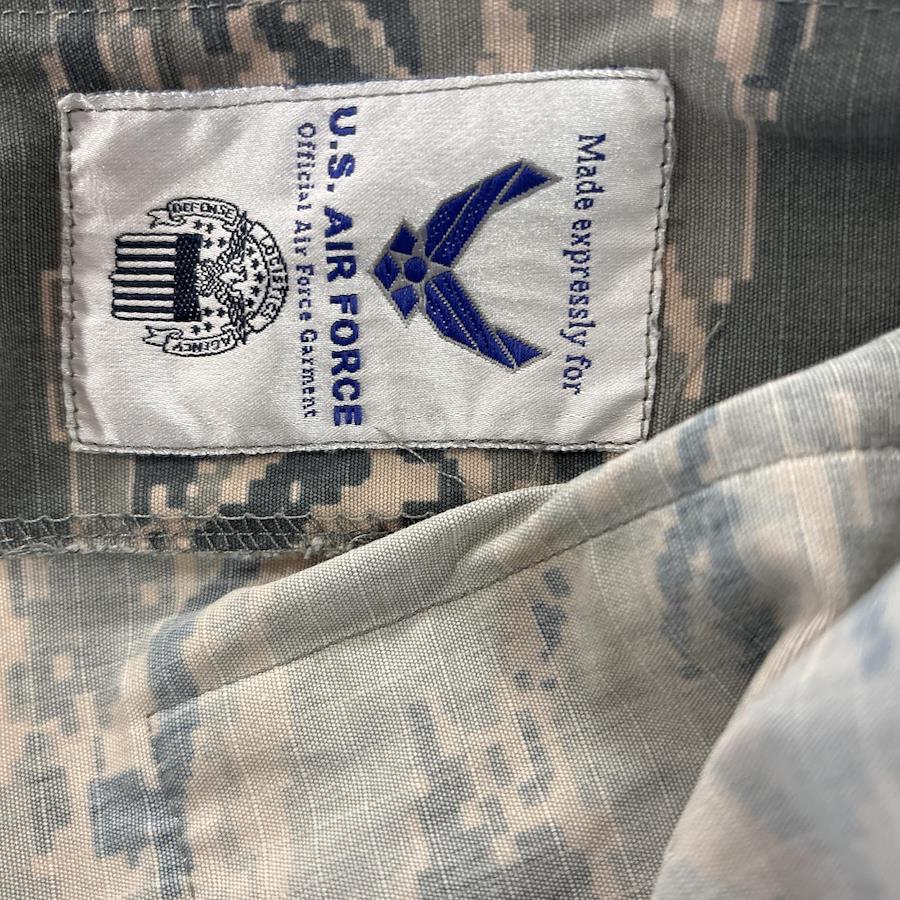 Made expressly for
U.S. AIR FORCE
Official Air Force Garment
DEFENSE
LOGISTICS
AGENCY